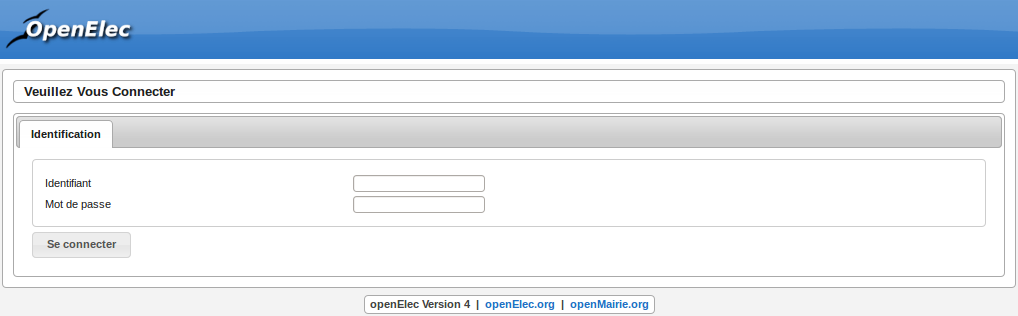 OpenElec
Veuillez Vous Connecter
Identification
Identifiant
Mot de passe
Se connecter
openElec Version 4 | openElec.org | openMairie.org